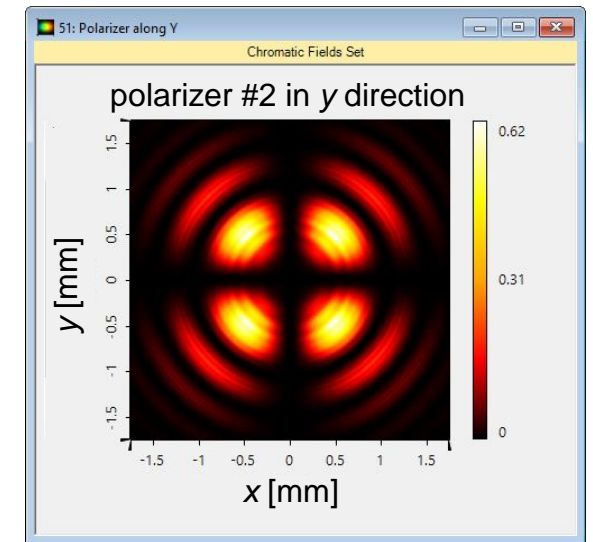 51: Polarizer along Y
Chromatic Fields Set
polarizer #2 in y direction
0.62
0.31
0
1.5
1
0.5
0
-0.5
-1
-1.5
y [mm]
-1.5 -1 -0.5 0 0.5 1 1.5
x [mm]